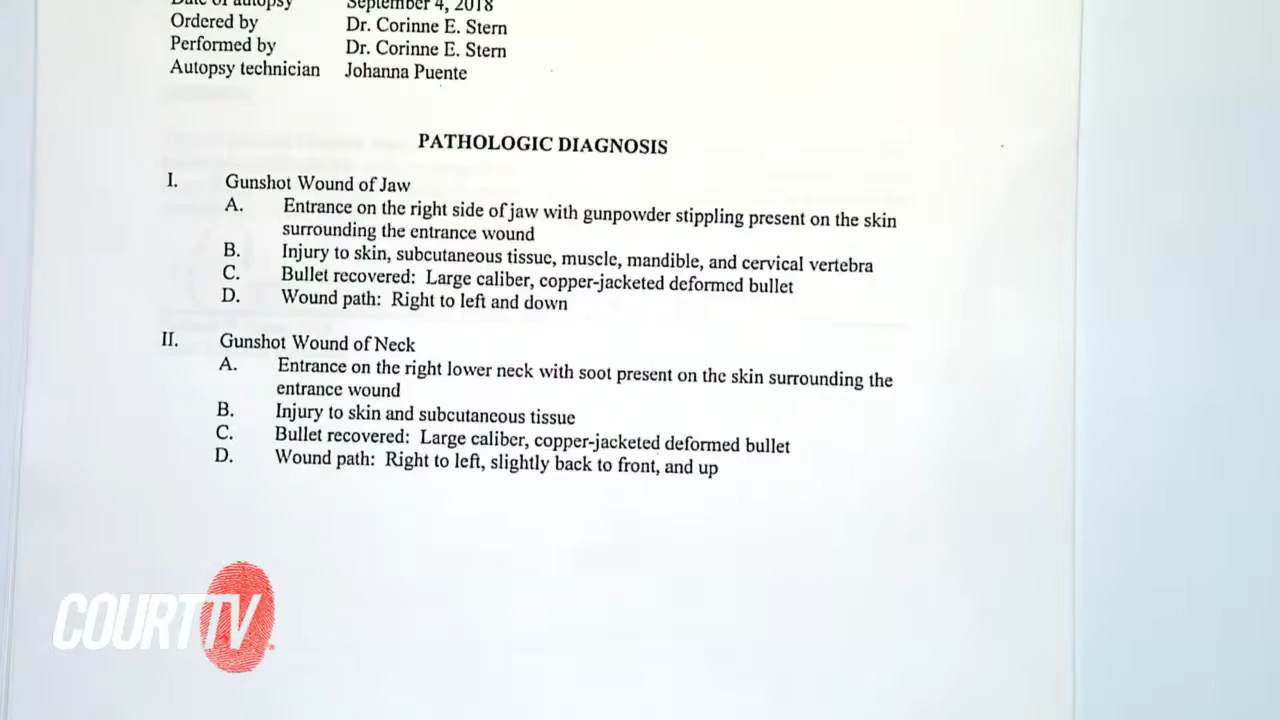 Date of autopsy September 4, 2018
Ordered by Dr. Corinne E. Stern
Performed by Dr. Corinne E. Stern
Autopsy technician Johanna Puente
PATHOLOGIC DIAGNOSIS
I. Gunshot Wound of Jaw
A. Entrance on the right side of jaw with gunpowder stippling present on the skin
surrounding the entrance wound
B. Injury to skin, subcutaneous tissue, muscle, mandible, and cervical vertebra
C. Bullet recovered: Large caliber, copper-jacketed deformed bullet
D. Wound path: Right to left and down
II. Gunshot Wound of Neck
A. Entrance on the right lower neck with soot present on the skin surrounding the
entrance wound
B. Injury to skin and subcutaneous tissue
C. Bullet recovered: Large caliber, copper-jacketed deformed bullet
D. Wound path: Right to left, slightly back to front, and up
COURT TV